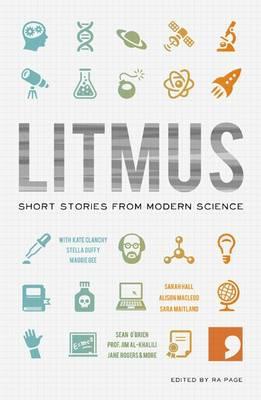 LITMUS
SHORT STORIES FROM MODERN SCIENCE
WITH KATE CLANCHY
STELLA DUFFY
MAGGIE GEE
SARAH HALL
ALISON MACLEOD
SARA MAITLAND
SEAN O'BRIEN
PROF. JIM AL-KHALILI
JANE ROGERS & MORE
EDITED BY RA PAGE